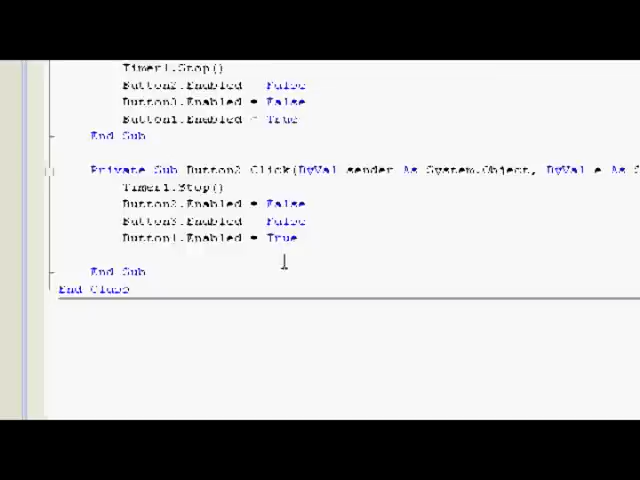 Timer1.Stop()
Button2.Enabled = False
Button3.Enabled = False
Button1.Enabled = True
End Sub
Private Sub Button2_Click(ByVal sender As System.Object, ByVal e As S
Timer1.Stop()
Button2.Enabled = False
Button3.Enabled = False
Button1.Enabled = True
End Sub
End Class